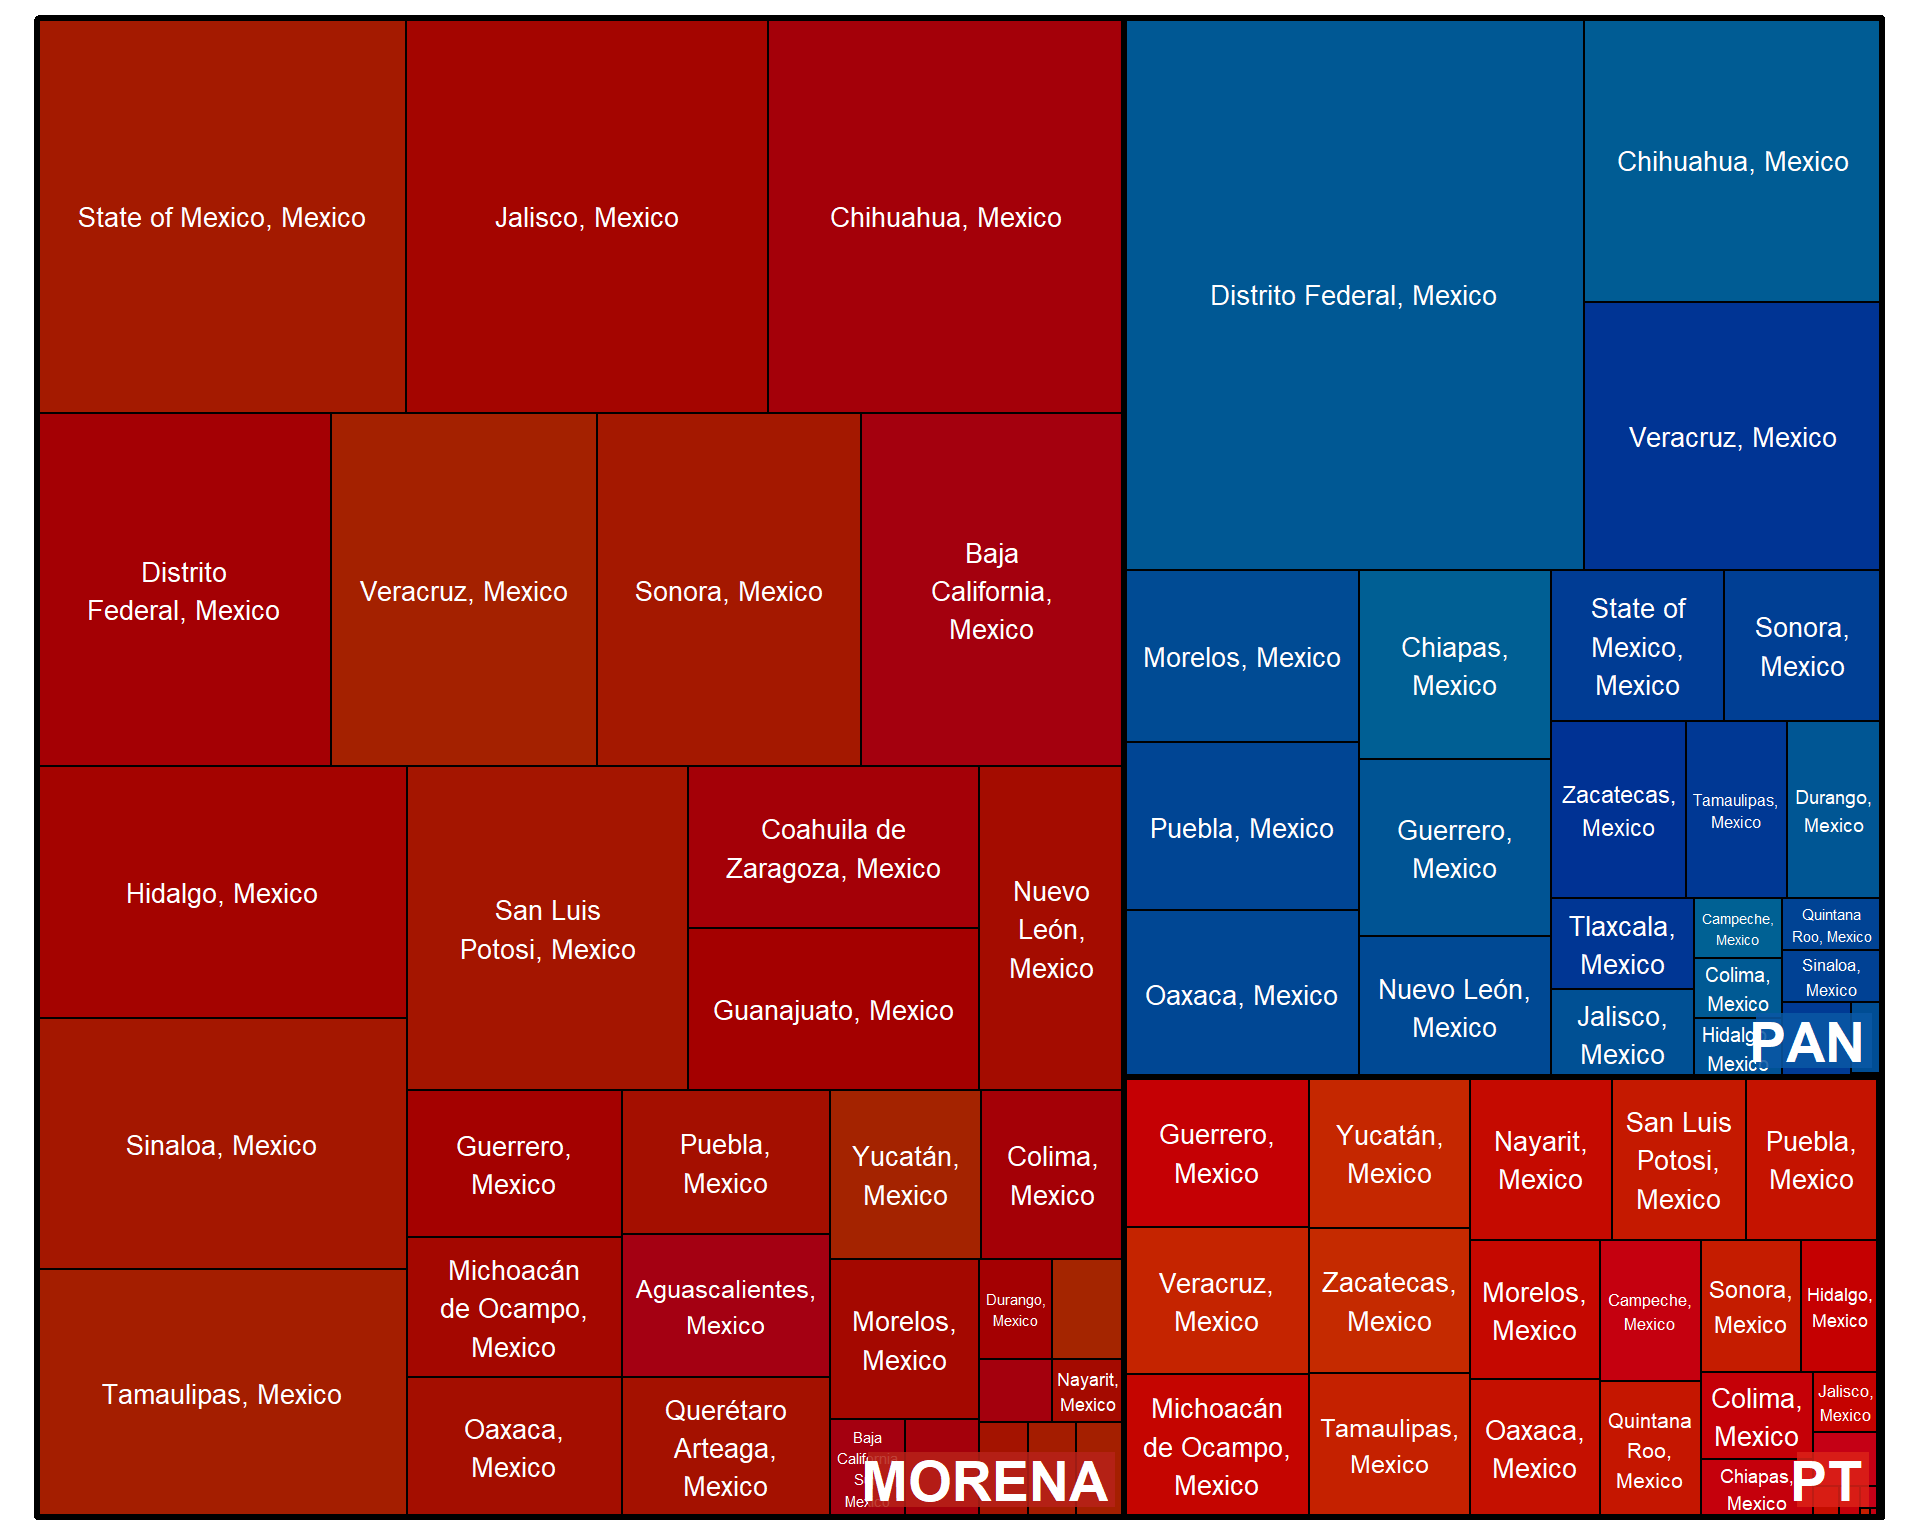 State of Mexico, Mexico
Jalisco, Mexico
Chihuahua, Mexico
Distrito
Federal, Mexico
Veracruz, Mexico
Sonora, Mexico
Baja
California,
Mexico
Hidalgo, Mexico
San Luis
Potosi, Mexico
Coahuila de
Zaragoza, Mexico
Guanajuato, Mexico
Nuevo
León,
Mexico
Sinaloa, Mexico
Tamaulipas, Mexico
Guerrero,
Mexico
Puebla,
Mexico
Yucatán,
Mexico
Colima,
Mexico
Michoacán
de Ocampo,
Mexico
Aguascalientes,
Mexico
Morelos,
Mexico
Durango,
Mexico
Nayarit,
Mexico
Oaxaca,
Mexico
Querétaro
Arteaga,
Mexico
Baja
California
Mexico
MORENA
Distrito Federal, Mexico
Chihuahua, Mexico
Veracruz, Mexico
Morelos, Mexico
Chiapas,
Mexico
State of
Mexico,
Mexico
Sonora,
Mexico
Puebla, Mexico
Guerrero,
Mexico
Zacatecas,
Mexico
Tamaulipas,
Mexico
Durango,
Mexico
Oaxaca, Mexico
Nuevo León,
Mexico
Tlaxcala,
Mexico
Campeche,
Mexico
Quintana
Roo, Mexico
Colima,
Mexico
Sinaloa,
Mexico
Jalisco,
Mexico
Hidalgo
Mexico
PAN
Guerrero,
Mexico
Yucatán,
Mexico
Nayarit,
Mexico
San Luis
Potosi,
Mexico
Puebla,
Mexico
Veracruz,
Mexico
Zacatecas,
Mexico
Morelos,
Mexico
Campeche,
Mexico
Sonora,
Mexico
Hidalgo,
Mexico
Michoacán
de Ocampo,
Mexico
Tamaulipas,
Mexico
Oaxaca,
Mexico
Quintana
Roo,
Mexico
Colima,
Mexico
Jalisco,
Mexico
Chiapas,
Mexico
PT